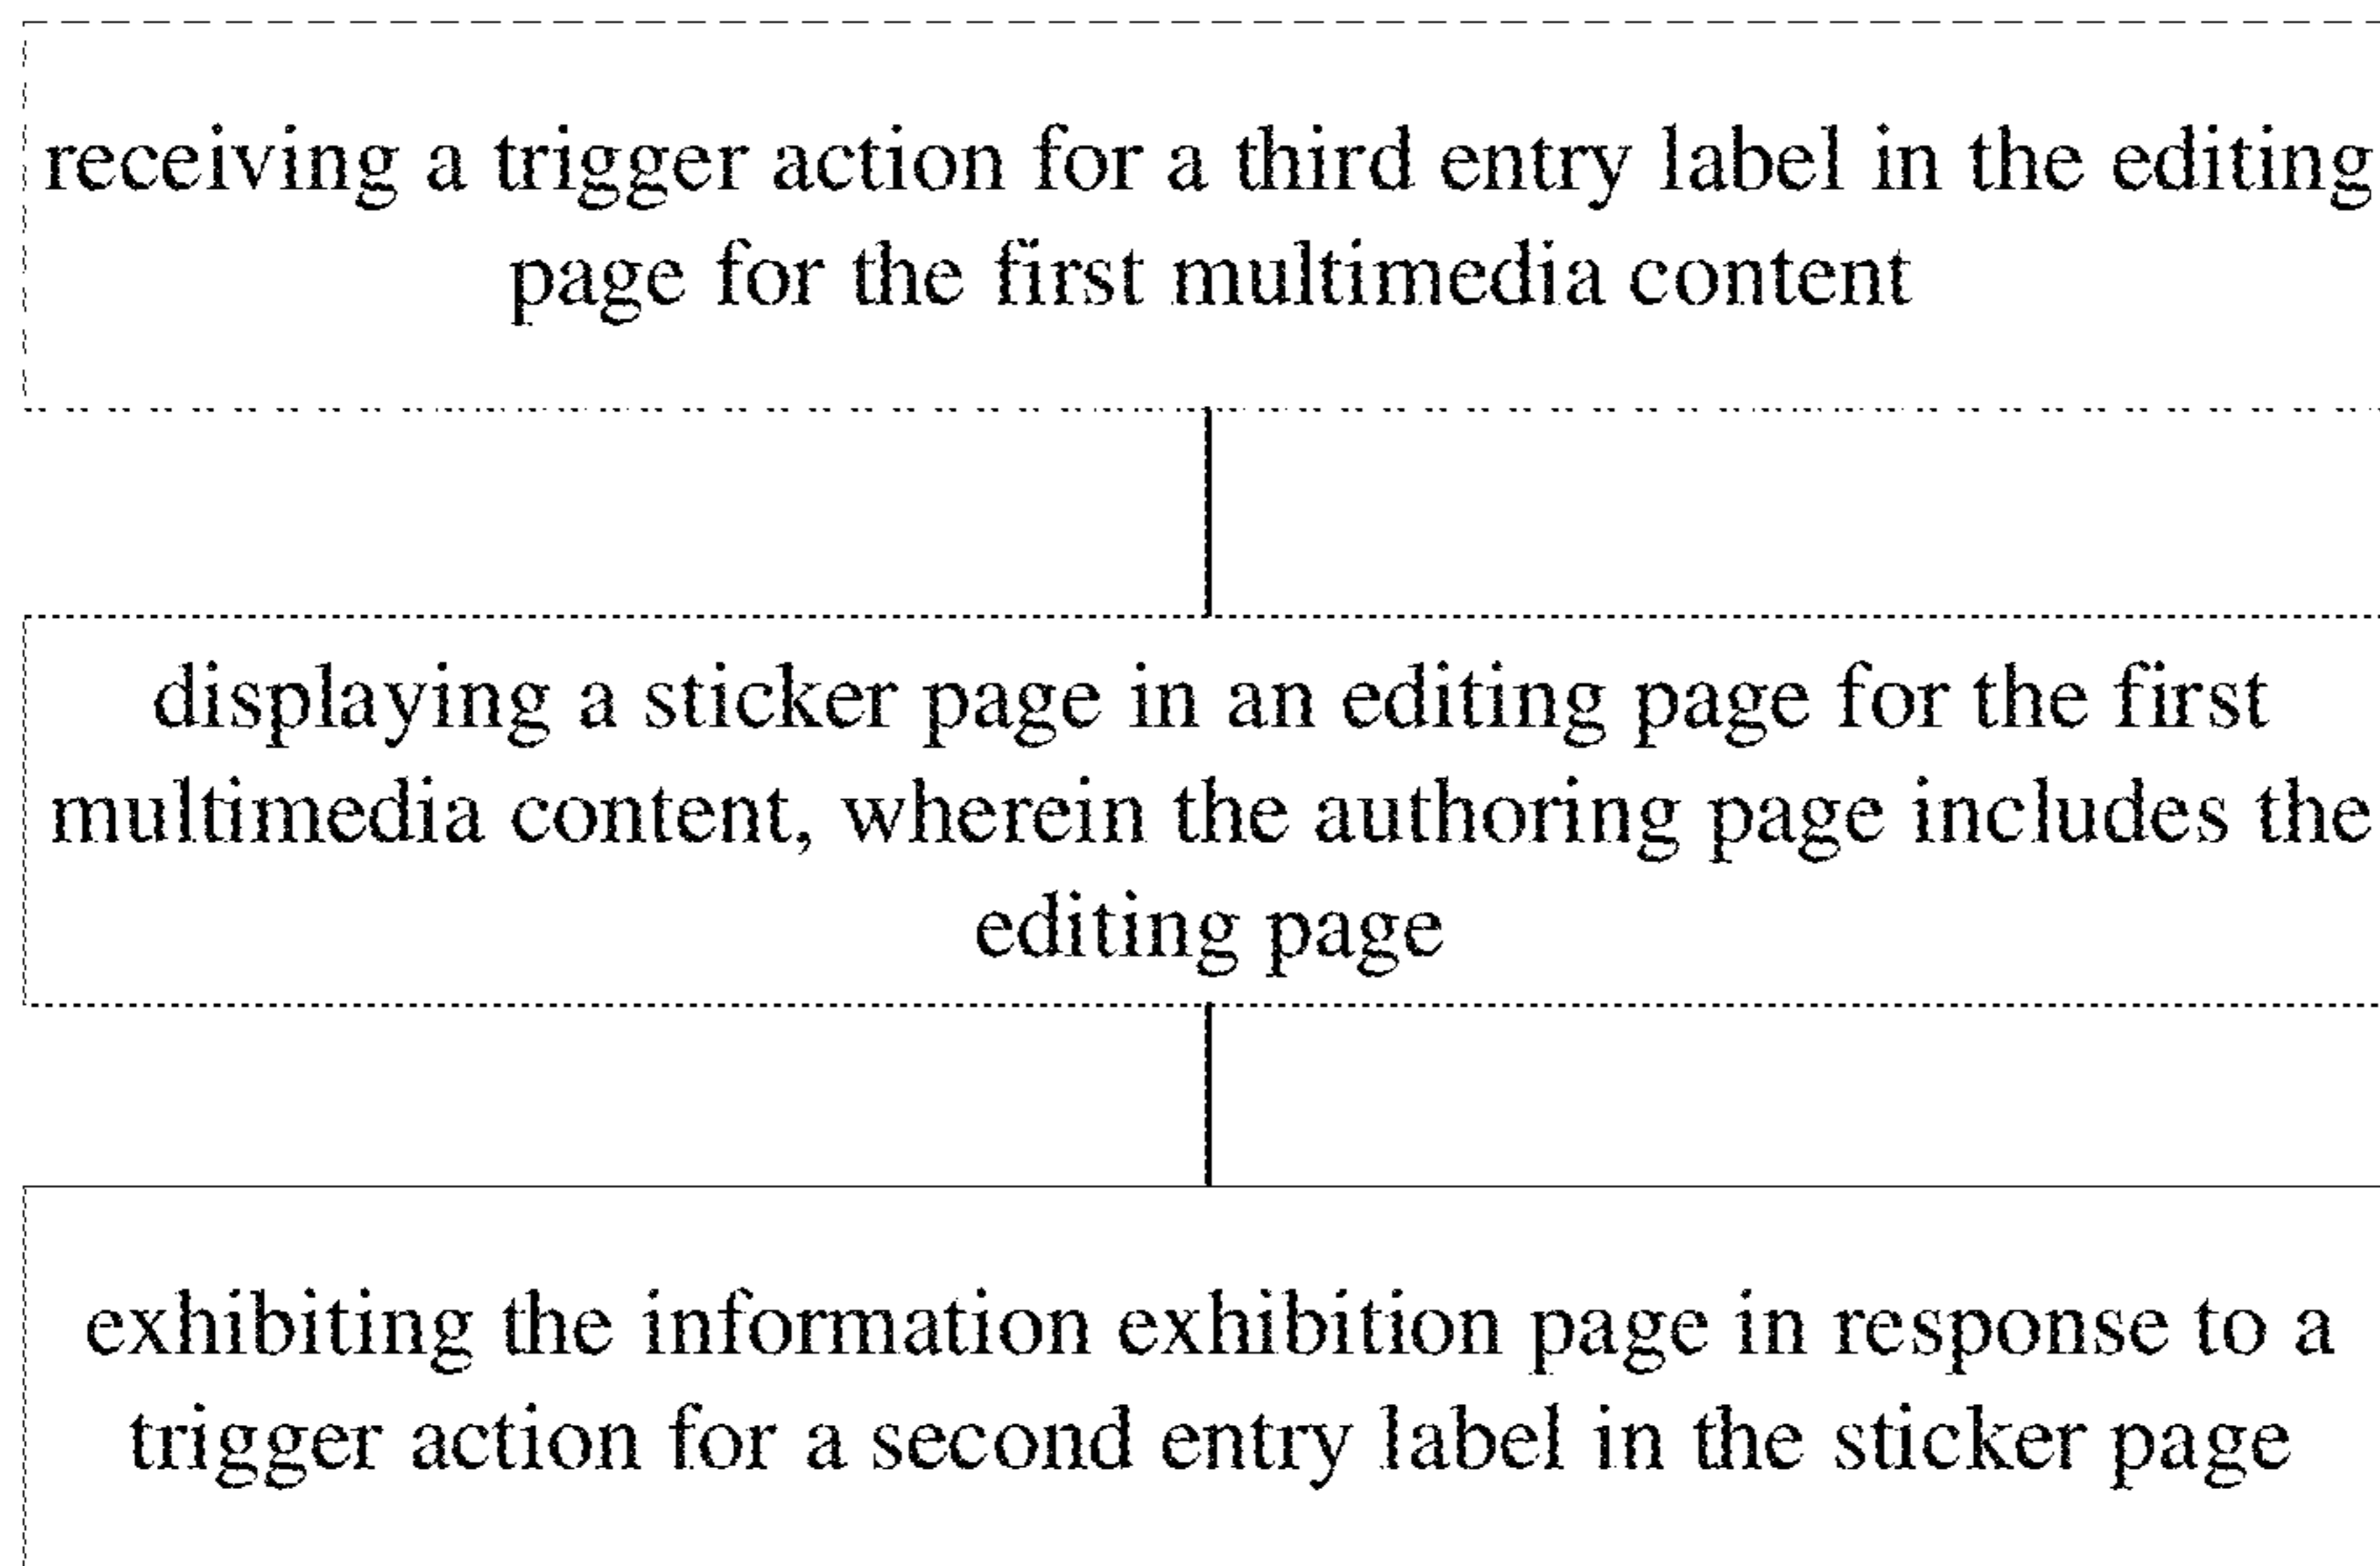 receiving a trigger action for a third entry label in the editing
page for the first multimedia content
displaying a sticker page in an editing page for the first
multimedia content, wherein the authoring page includes the
editing page
exhibiting the information exhibition page in response to a
trigger action for a second entry label in the sticker page